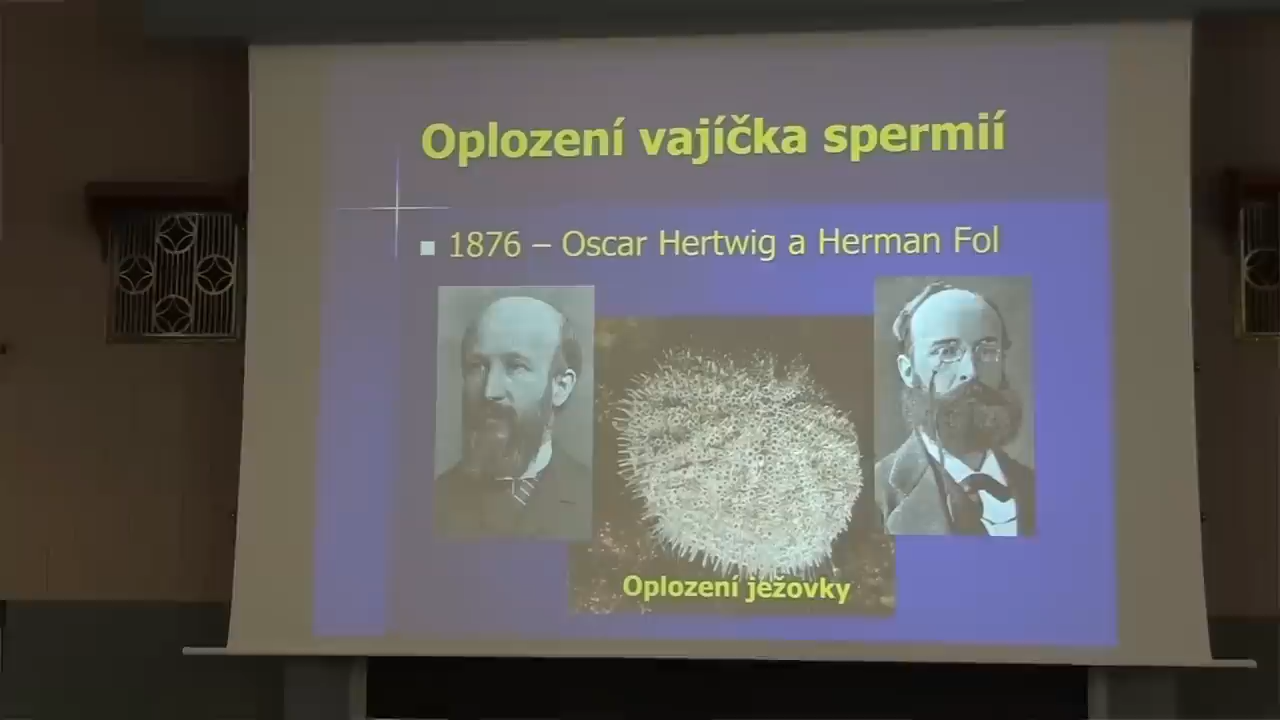 Oplození vajíčka spermií
1876 – Oscar Hertwig a Herman Fol
Oplození ježovky